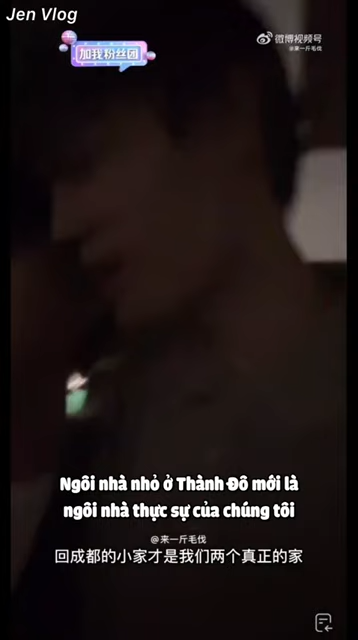 Jen Vlog
加我粉丝团
微博视频号
@来一斤毛伐
Ngôi nhà nhỏ ở Thành Đô mới là
ngôi nhà thực sự của chúng tôi
@来一斤毛伐
回成都的小家才是我们两个真正的家